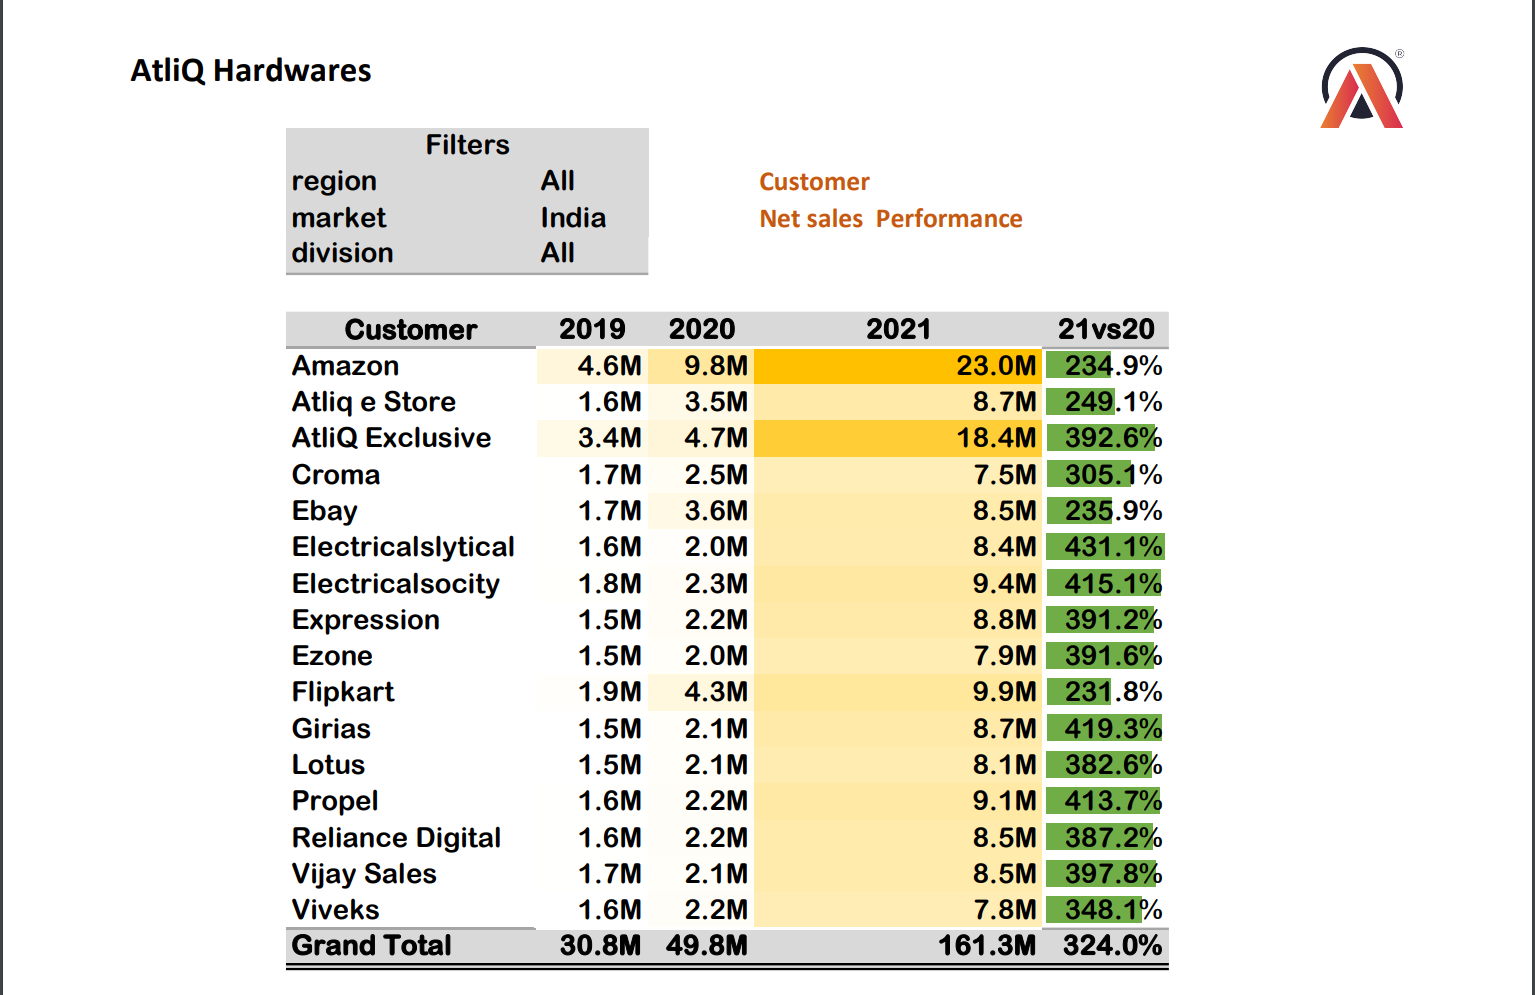 AtliQ Hardwares
®
Filters
region All
market India
division All
Customer
Net sales Performance
Customer 2019 2020 2021 21vs20
Amazon 4.6M 9.8M 23.0M 234.9%
Atliq e Store 1.6M 3.5M 8.7M 249.1%
AtliQ Exclusive 3.4M 4.7M 18.4M 392.6%
Croma 1.7M 2.5M 7.5M 305.1%
Ebay 1.7M 3.6M 8.5M 235.9%
Electricalslytical 1.6M 2.0M 8.4M 431.1%
Electricalsocity 1.8M 2.3M 9.4M 415.1%
Expression 1.5M 2.2M 8.8M 391.2%
Ezone 1.5M 2.0M 7.9M 391.6%
Flipkart 1.9M 4.3M 9.9M 231.8%
Girias 1.5M 2.1M 8.7M 419.3%
Lotus 1.5M 2.1M 8.1M 382.6%
Propel 1.6M 2.2M 9.1M 413.7%
Reliance Digital 1.6M 2.2M 8.5M 387.2%
Vijay Sales 1.7M 2.1M 8.5M 397.8%
Viveks 1.6M 2.2M 7.8M 348.1%
Grand Total 30.8M 49.8M 161.3M 324.0%